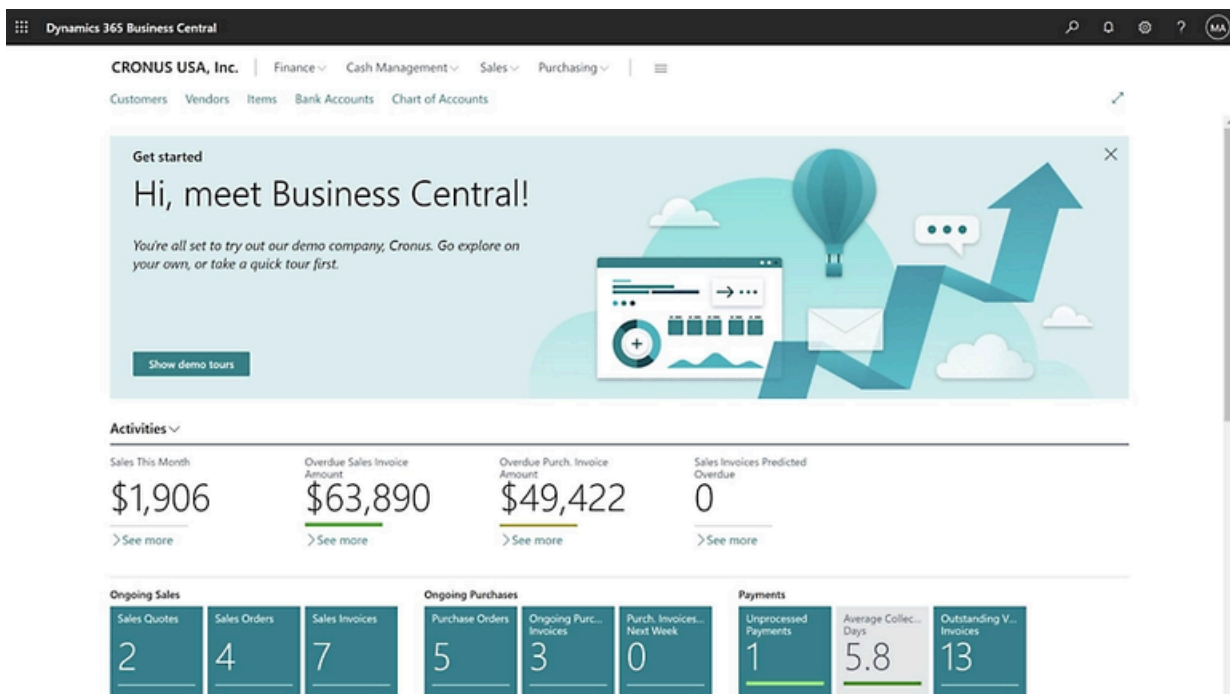 Dynamics 365 Business Central
?
MA
CRONUS USA, Inc.
Finance
Cash Management
Sales
Purchasing
Customers
Vendors
Items
Bank Accounts
Chart of Accounts
Get started
Hi, meet Business Central!
You're all set to try out our demo company, Cronus. Go explore on
your own, or take a quick tour first.
Show demo tours
Activities
Sales This Month
$1,906
>See more
Overdue Sales Invoice
Amount
$63,890
>See more
Overdue Purch. Invoice
Amount
$49,422
>See more
Sales Invoices Predicted
Overdue
0
>See more
Ongoing Sales
Sales Quotes
2
Sales Orders
4
Sales Invoices
7
Ongoing Purchases
Purchase Orders
5
Ongoing Purc...
Invoices
3
Purch. Invoices...
Next Week
0
Payments
Unprocessed
Payments
1
Average Collec...
Days
5.8
Outstanding V...
Invoices
13